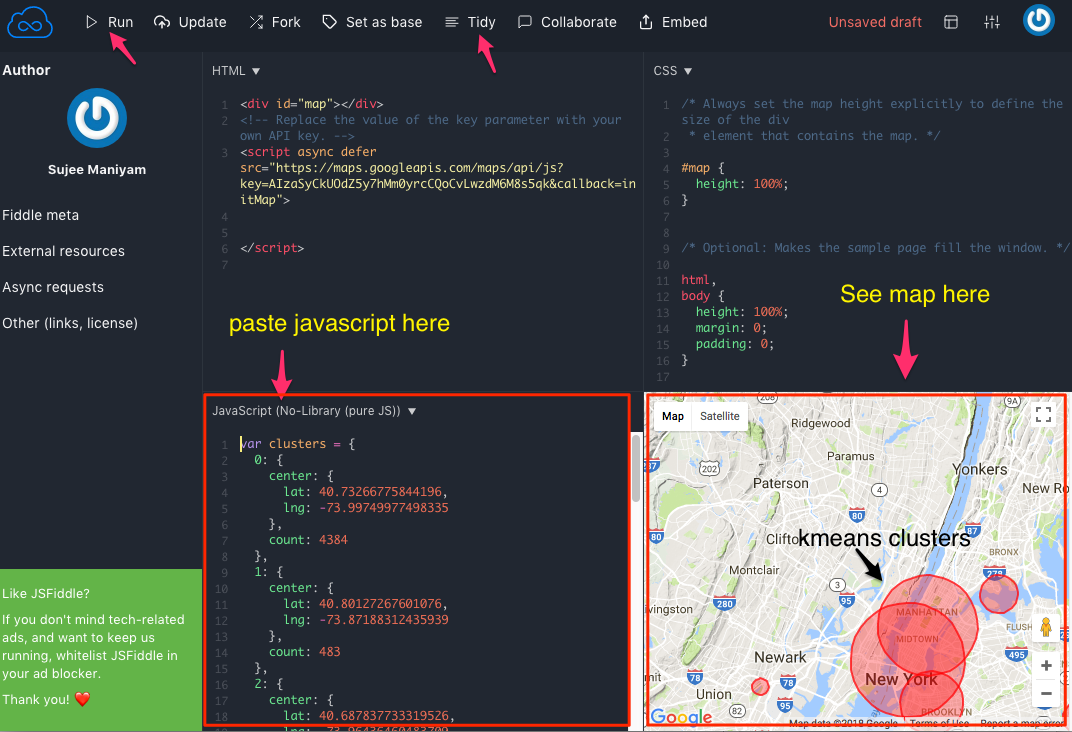 Run
Update
Fork
Set as base
Tidy
Collaborate
Embed
Unsaved draft
Author
Sujee Maniyam
Fiddle meta
External resources
Async requests
Other (links, license)
Like JSFiddle?
If you don't mind tech-related
ads, and want to keep us
running, whitelist JSFiddle in
your ad blocker.
Thank you! ❤️
HTML ▼
1 <div id="map"></div>
2 <!-- Replace the value of the key parameter with your
own API key. -->
3 <script async defer
src="https://maps.googleapis.com/maps/api/js?
key=AIzaSyCkUOdZ5y7hMm0yrcCQoCvLwzdM6M8s5qk&callback=in
itMap">
4
5
6 </script>
7
paste javascript here
CSS ▼
1 /* Always set the map height explicitly to define the
size of the div
2 * element that contains the map. */
3
4 #map {
5 height: 100%;
6 }
7
8
9 /* Optional: Makes the sample page fill the window. */
10
11 html,
12 body {
13 height: 100%;
14 margin: 0;
15 padding: 0;
16 }
17
See map here
JavaScript (No-Library (pure JS)) ▼
1 var clusters = {
2 0: {
3 center: {
4 lat: 40.73266775844196,
5 lng: -73.99749977498335
6 },
7 count: 4384
8 },
9 1: {
10 center: {
11 lat: 40.80127267601076,
12 lng: -73.87188312435939
13 },
14 count: 483
15 },
16 2: {
17 center: {
18 lat: 40.687837733319526,
Map
Satellite
208
9A
Ridgewood
Paramus
202
Yonkers
Paterson
4
New Ro
80
87
80
Clifto
kmeans clusters
BRONX
Montclair
278
3
95
280
vingston
MANHATTAN
FLUSH
MIDTOWN
495
Newark
78
78
New York
Union
82
95
BROOKLYN
Google
Map data ©2018 Google
Terms of Use
Report a map error